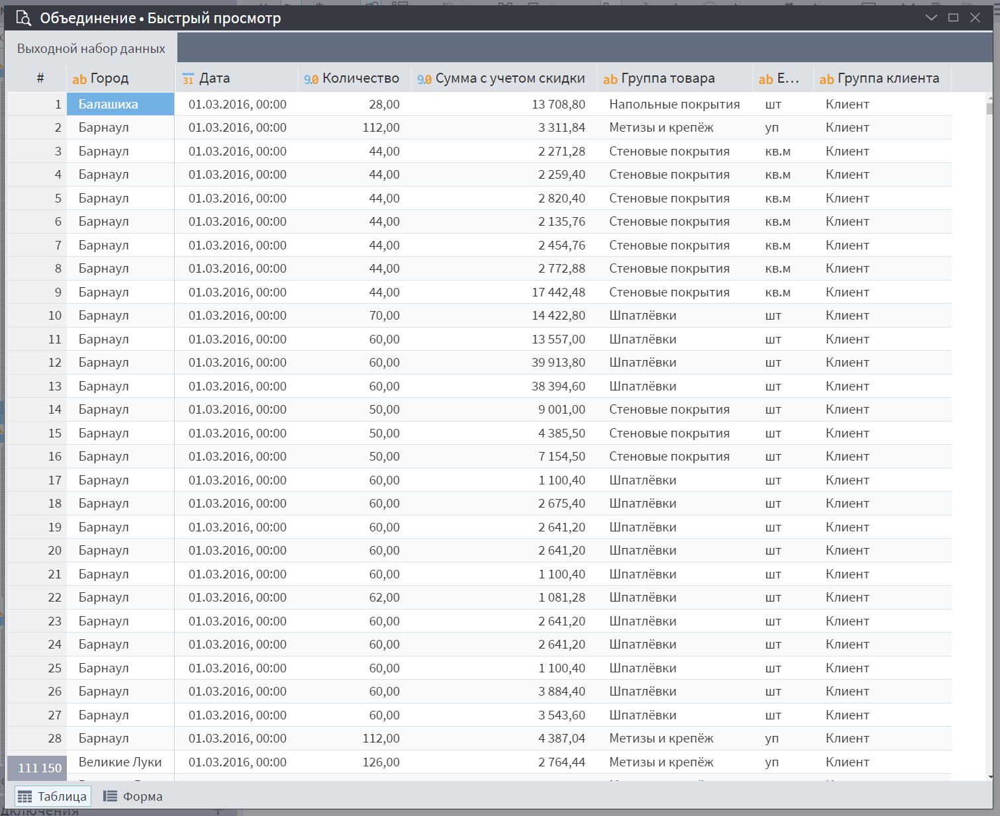 Объединение • Быстрый просмотр
Выходной набор данных
# ab Город 31 Дата 9.0 Количество 9.0 Сумма с учетом скидки ab Группа товара ab Е... ab Группа клиента
1 Балашиха 01.03.2016, 00:00 28,00 13 708,80 Напольные покрытия шт Клиент
2 Барнаул 01.03.2016, 00:00 112,00 3 311,84 Метизы и крепёж уп Клиент
3 Барнаул 01.03.2016, 00:00 44,00 2 271,28 Стеновые покрытия кв.м Клиент
4 Барнаул 01.03.2016, 00:00 44,00 2 259,40 Стеновые покрытия кв.м Клиент
5 Барнаул 01.03.2016, 00:00 44,00 2 820,40 Стеновые покрытия кв.м Клиент
6 Барнаул 01.03.2016, 00:00 44,00 2 135,76 Стеновые покрытия кв.м Клиент
7 Барнаул 01.03.2016, 00:00 44,00 2 454,76 Стеновые покрытия кв.м Клиент
8 Барнаул 01.03.2016, 00:00 44,00 2 772,88 Стеновые покрытия кв.м Клиент
9 Барнаул 01.03.2016, 00:00 44,00 17 442,48 Стеновые покрытия кв.м Клиент
10 Барнаул 01.03.2016, 00:00 70,00 14 422,80 Шпатлёвки шт Клиент
11 Барнаул 01.03.2016, 00:00 60,00 13 557,00 Шпатлёвки шт Клиент
12 Барнаул 01.03.2016, 00:00 60,00 39 913,80 Шпатлёвки шт Клиент
13 Барнаул 01.03.2016, 00:00 60,00 38 394,60 Шпатлёвки шт Клиент
14 Барнаул 01.03.2016, 00:00 50,00 9 001,00 Стеновые покрытия шт Клиент
15 Барнаул 01.03.2016, 00:00 50,00 4 385,50 Стеновые покрытия шт Клиент
16 Барнаул 01.03.2016, 00:00 50,00 7 154,50 Стеновые покрытия шт Клиент
17 Барнаул 01.03.2016, 00:00 60,00 1 100,40 Шпатлёвки шт Клиент
18 Барнаул 01.03.2016, 00:00 60,00 2 675,40 Шпатлёвки шт Клиент
19 Барнаул 01.03.2016, 00:00 60,00 2 641,20 Шпатлёвки шт Клиент
20 Барнаул 01.03.2016, 00:00 60,00 2 641,20 Шпатлёвки шт Клиент
21 Барнаул 01.03.2016, 00:00 60,00 1 100,40 Шпатлёвки шт Клиент
22 Барнаул 01.03.2016, 00:00 62,00 1 081,28 Шпатлёвки шт Клиент
23 Барнаул 01.03.2016, 00:00 60,00 2 641,20 Шпатлёвки шт Клиент
24 Барнаул 01.03.2016, 00:00 60,00 2 641,20 Шпатлёвки шт Клиент
25 Барнаул 01.03.2016, 00:00 60,00 1 100,40 Шпатлёвки шт Клиент
26 Барнаул 01.03.2016, 00:00 60,00 3 884,40 Шпатлёвки шт Клиент
27 Барнаул 01.03.2016, 00:00 60,00 3 543,60 Шпатлёвки шт Клиент
28 Барнаул 01.03.2016, 00:00 112,00 4 387,04 Метизы и крепёж уп Клиент
111 150 Великие Луки 01.03.2016, 00:00 126,00 2 764,44 Метизы и крепёж уп Клиент
Таблица Форма